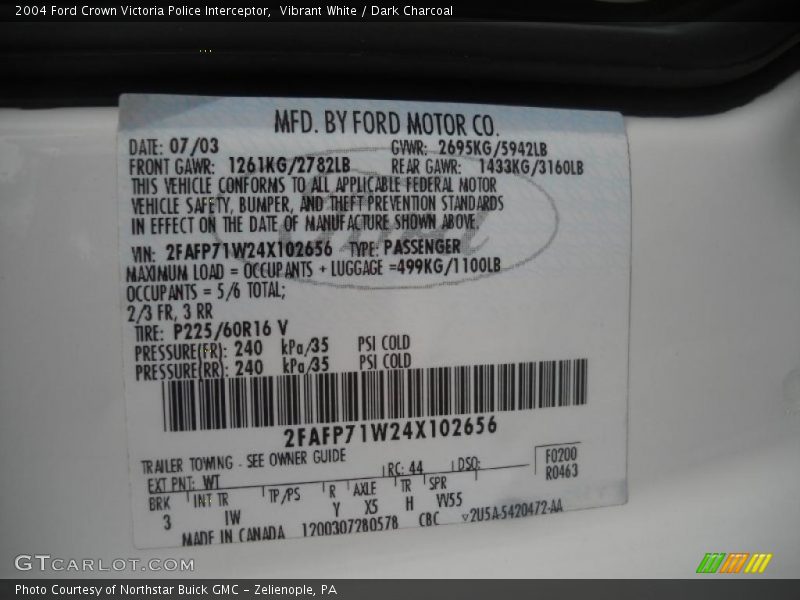 2004 Ford Crown Victoria Police Interceptor,  Vibrant White / Dark Charcoal
MFD. BY FORD MOTOR CO.
DATE: 07/03 GVWR: 2695KG/5942LB
FRONT GAWR: 1261KG/2782LB REAR GAWR: 1433KG/3160LB
THIS VEHICLE CONFORMS TO ALL APPLICABLE FEDERAL MOTOR
VEHICLE SAFETY, BUMPER, AND THEFT PREVENTION STANDARDS
IN EFFECT ON THE DATE OF MANUFACTURE SHOWN ABOVE.
VIN: 2FAFP71W24X102656 TYPE: PASSENGER
MAXIMUM LOAD = OCCUPANTS + LUGGAGE =499KG/1100LB
OCCUPANTS = 5/6 TOTAL;
2/3 FR, 3 RR
TIRE: P225/60R16 V
PRESSURE(FR): 240 kPa/35 PSI COLD
PRESSURE(RR): 240 kPa/35 PSI COLD
2FAFP71W24X102656
TRAILER TOWING - SEE OWNER GUIDE
EXT PNT: WT RC: 44 DSO: F0200
R0463
BRK INT TR TP/PS R AXLE TR SPR
3 IW Y X5 H VV55
MADE IN CANADA 1200307280578 CBC 2U5A-5420472-AA
GTCARLOT.COM
Photo Courtesy of Northstar Buick GMC - Zelienople, PA